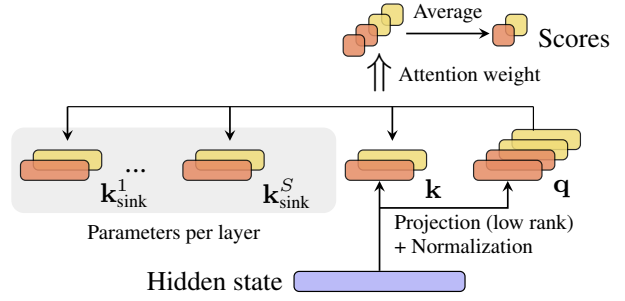 Average
Scores
Attention weight
...
k¹sink
kˢsink
k
q
Parameters per layer
Projection (low rank)
+ Normalization
Hidden state